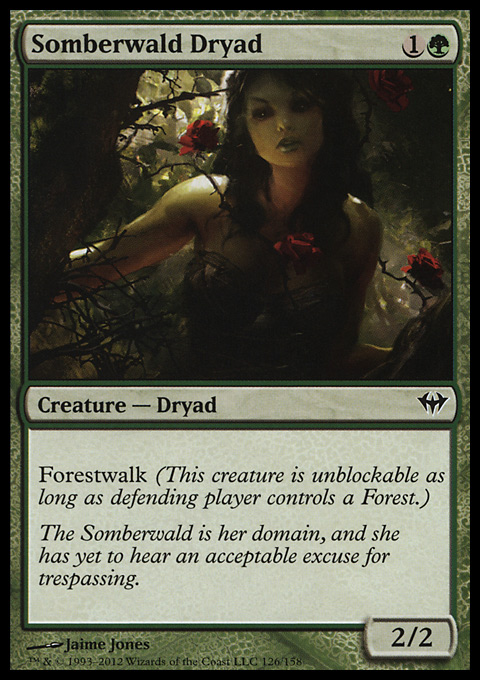 Somberwald Dryad 1
Creature — Dryad
Forestwalk (This creature is unblockable as
long as defending player controls a Forest.)
The Somberwald is her domain, and she
has yet to hear an acceptable excuse for
trespassing.
2/2
Jaime Jones
™ & © 1993–2012 Wizards of the Coast LLC 126/158